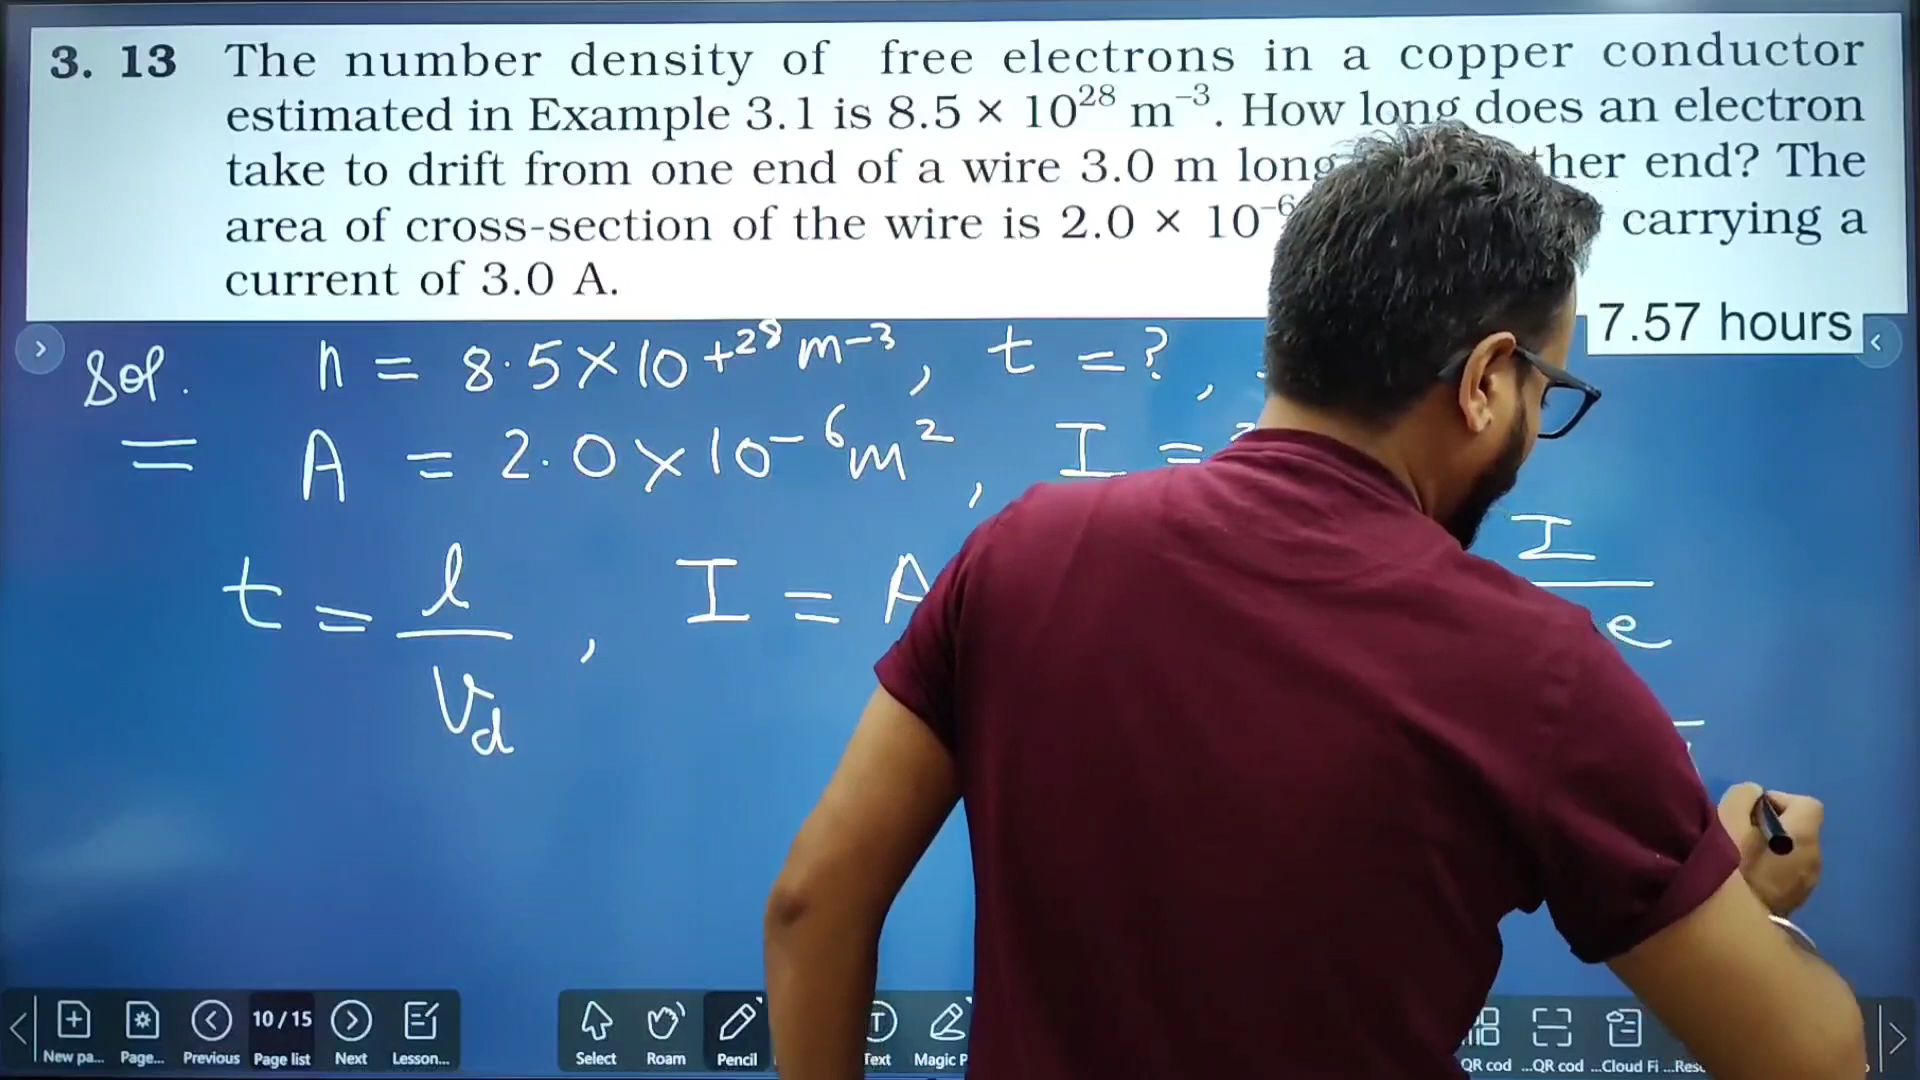 3. 13 The number density of free electrons in a copper conductor
estimated in Example 3.1 is 8.5 × 10²⁸ m⁻³. How long does an electron
take to drift from one end of a wire 3.0 m long ther end? The
area of cross-section of the wire is 2.0 × 10⁻⁶ carrying a
current of 3.0 A.
7.57 hours
Sol. n = 8.5×10+²⁸ m-³, t = ?,
A = 2.0×10-⁶m², I =
t = l/Vd, I = A
I
e
10/15
New pa... Page... Previous Page list Next Lesson... Select Roam Pencil Text Magic P QR cod ...QR cod ...Cloud Fi ...Res